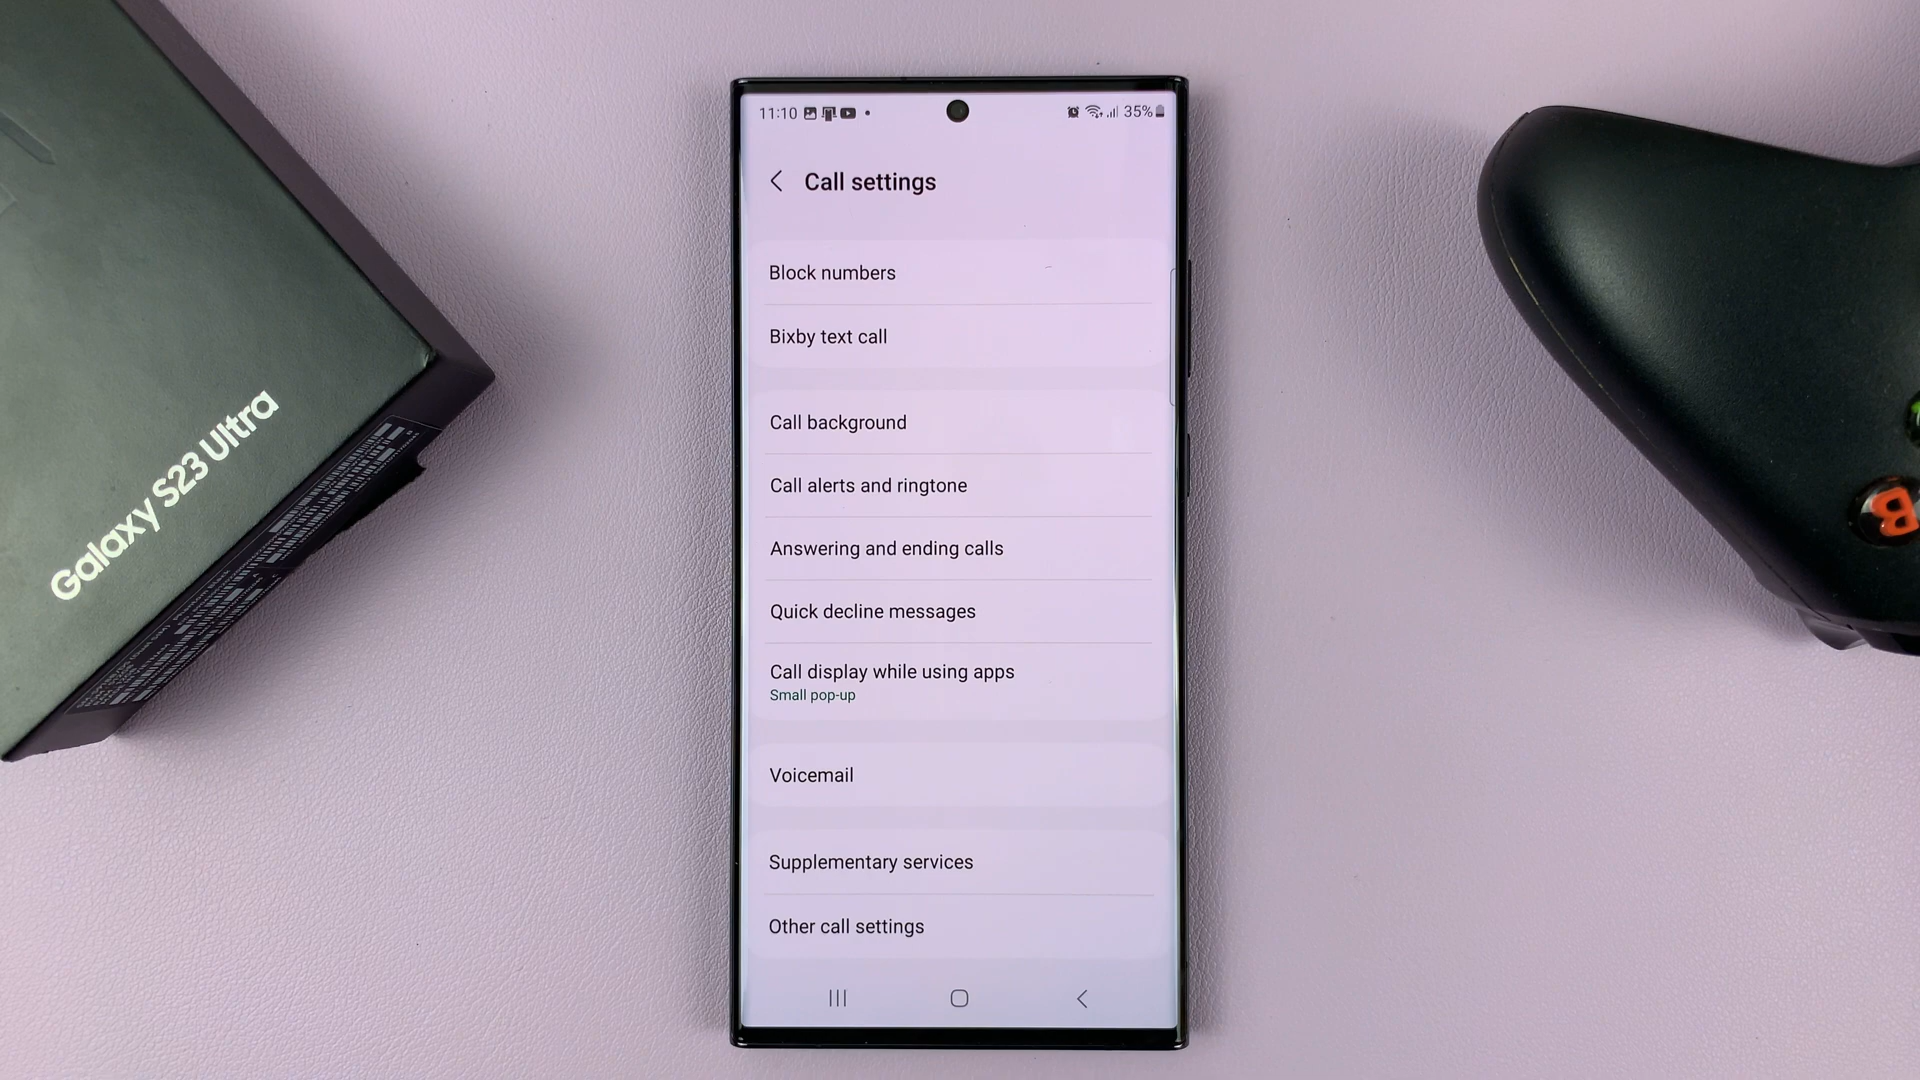 11:10
35%
Call settings
Block numbers
Bixby text call
Call background
Call alerts and ringtone
Answering and ending calls
Quick decline messages
Call display while using apps
Small pop-up
Voicemail
Supplementary services
Other call settings
Galaxy S23 Ultra
B